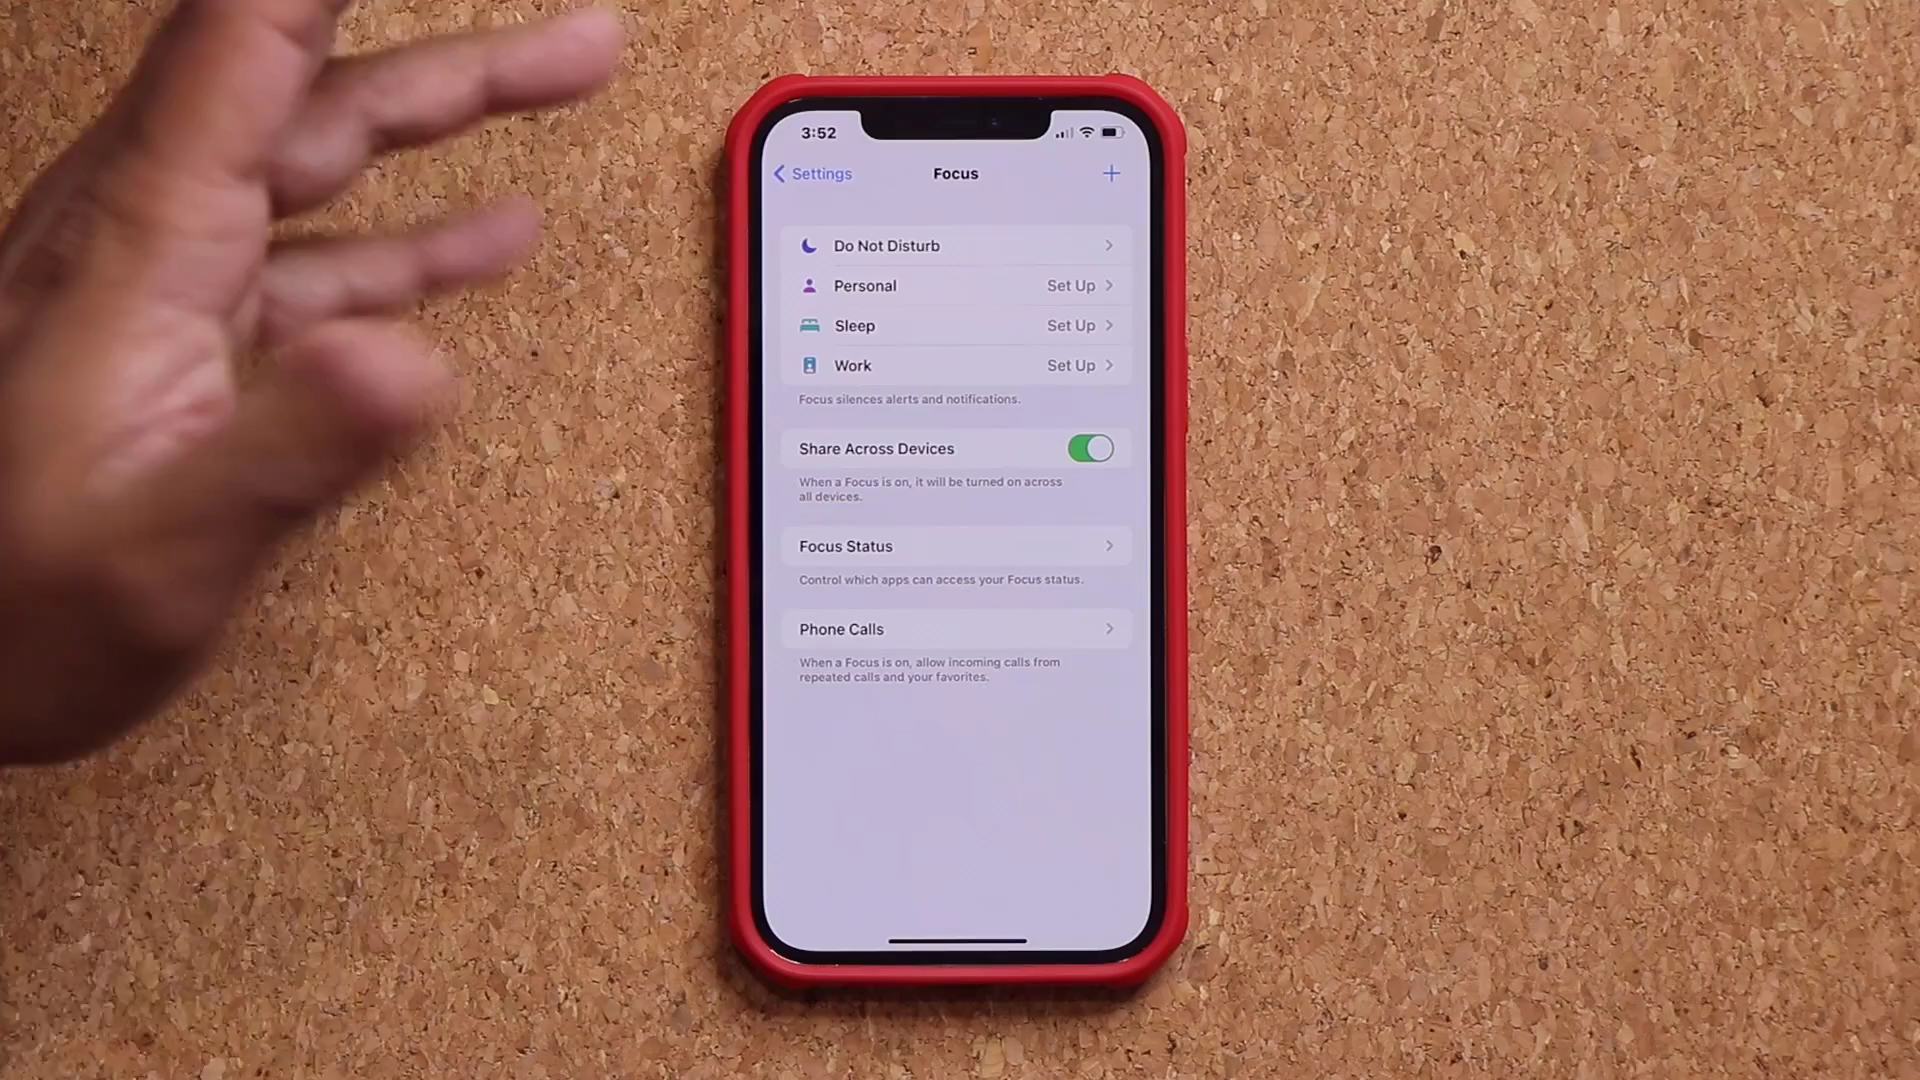 3:52
Settings
Focus
Do Not Disturb
Personal
Set Up
Sleep
Set Up
Work
Set Up
Focus silences alerts and notifications.
Share Across Devices
When a Focus is on, it will be turned on across
all devices.
Focus Status
Control which apps can access your Focus status.
Phone Calls
When a Focus is on, allow incoming calls from
repeated calls and your favorites.